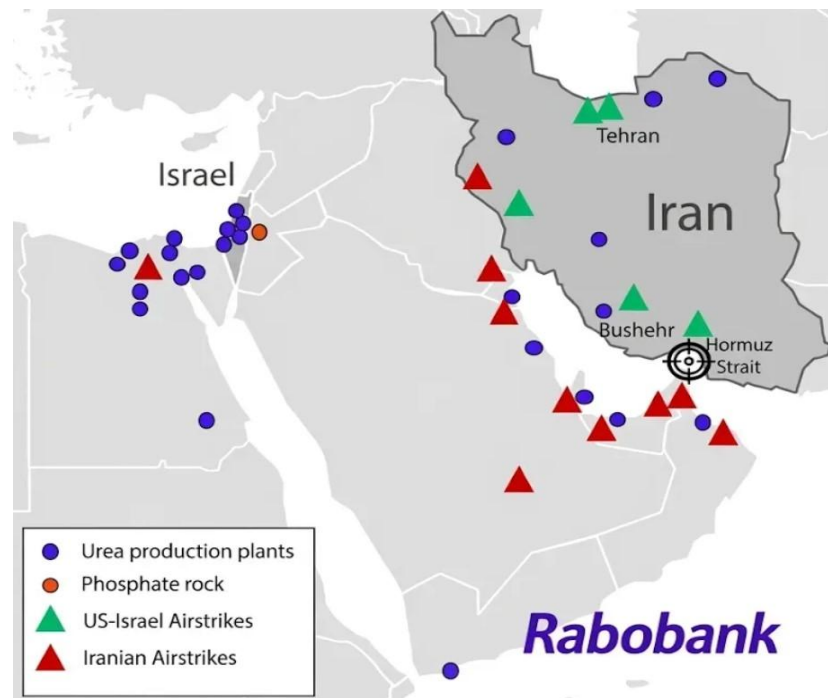 Tehran
Israel
Iran
Bushehr
Hormuz
Strait
Urea production plants
Phosphate rock
US-Israel Airstrikes
Iranian Airstrikes
Rabobank